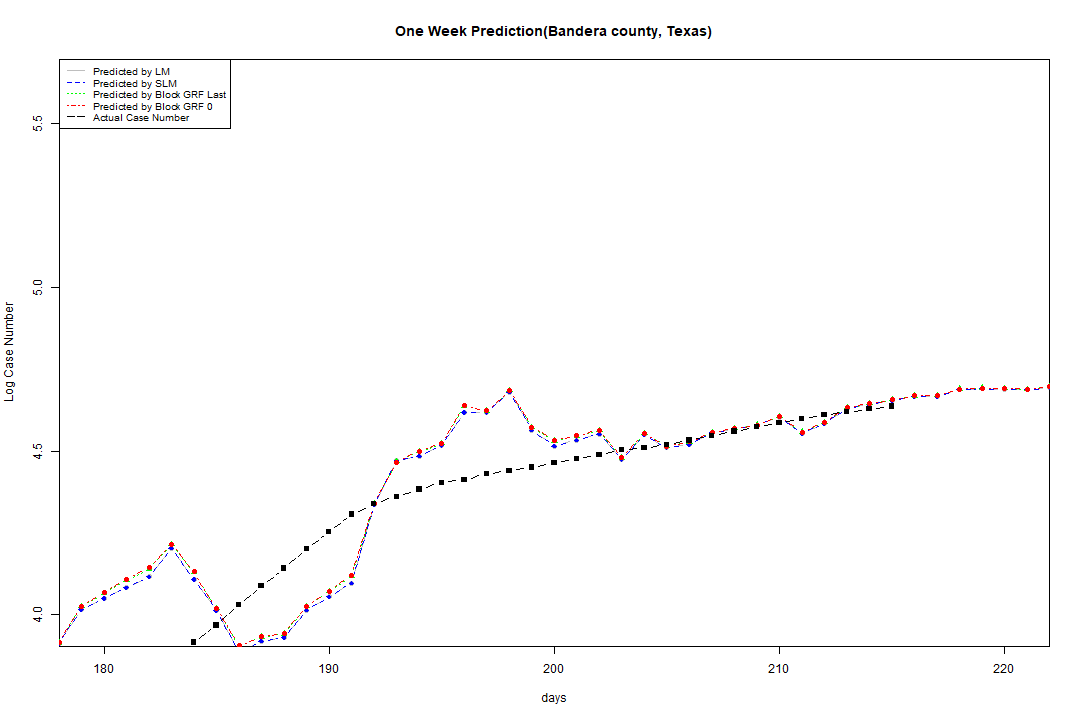 One Week Prediction(Bandera county, Texas)
Predicted by LM
Predicted by SLM
Predicted by Block GRF Last
Predicted by Block GRF 0
Actual Case Number
5.5
5.0
4.5
4.0
Log Case Number
180 190 200 210 220
days